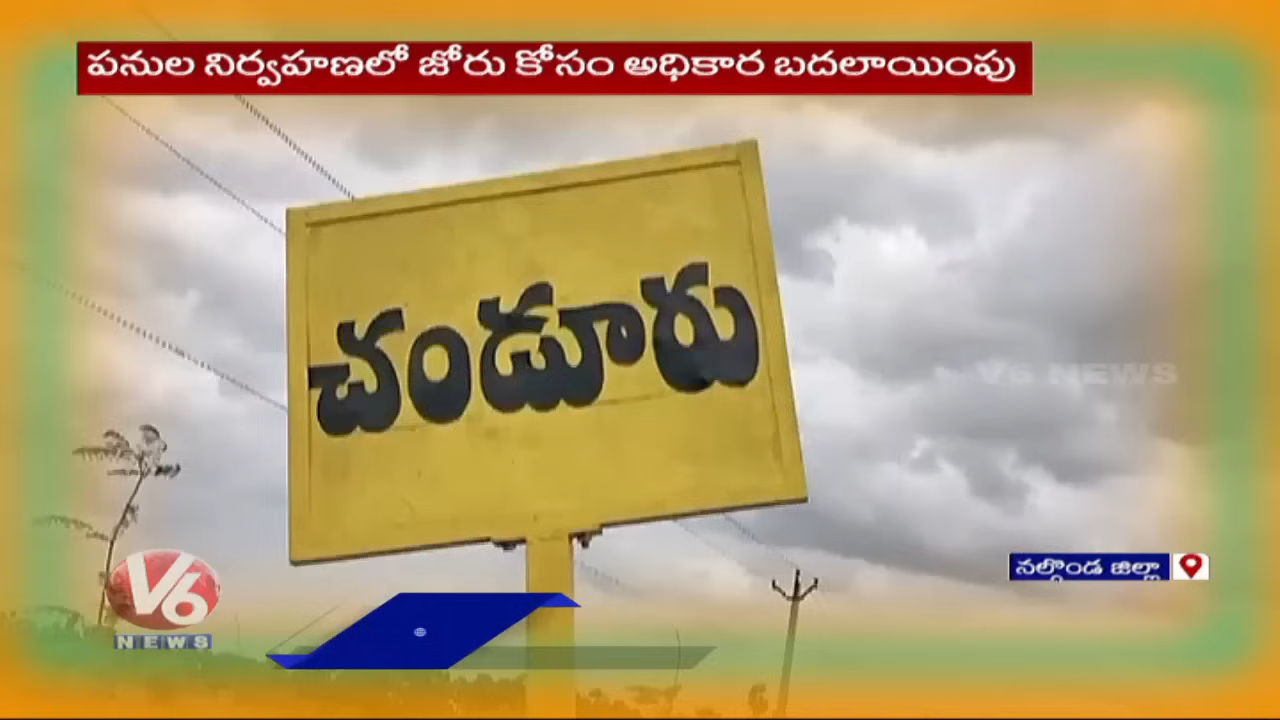 పనుల నిర్వహణలో జోరు కోసం అధికార బదలాయింపు
చండూరు
V6 NEWS
నల్గొండ జిల్లా
V6
NEWS